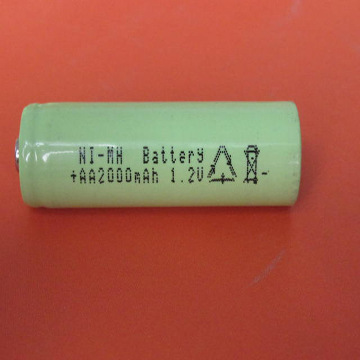 NI-MH Battery
+AA2000mAh 1.2V -